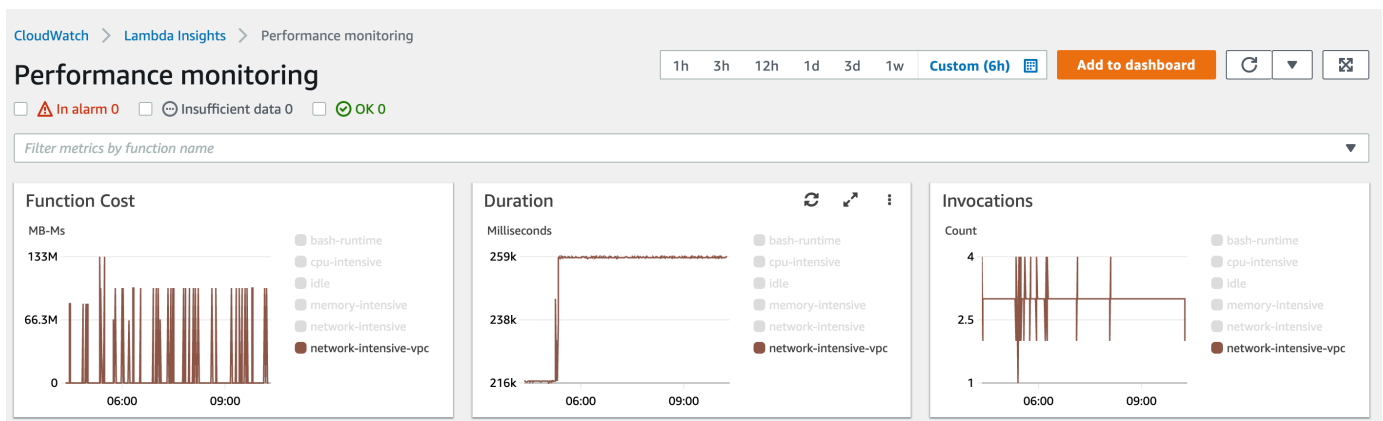 CloudWatch > Lambda Insights > Performance monitoring
Performance monitoring
1h 3h 12h 1d 3d 1w Custom (6h) Add to dashboard
In alarm 0 Insufficient data 0 OK 0
Filter metrics by function name
Function Cost
MB-Ms
133M
66.3M
0
06:00 09:00
bash-runtime
cpu-intensive
idle
memory-intensive
network-intensive
network-intensive-vpc
Duration
Milliseconds
259k
238k
216k
06:00 09:00
bash-runtime
cpu-intensive
idle
memory-intensive
network-intensive
network-intensive-vpc
Invocations
Count
4
2.5
1
06:00 09:00
bash-runtime
cpu-intensive
idle
memory-intensive
network-intensive
network-intensive-vpc